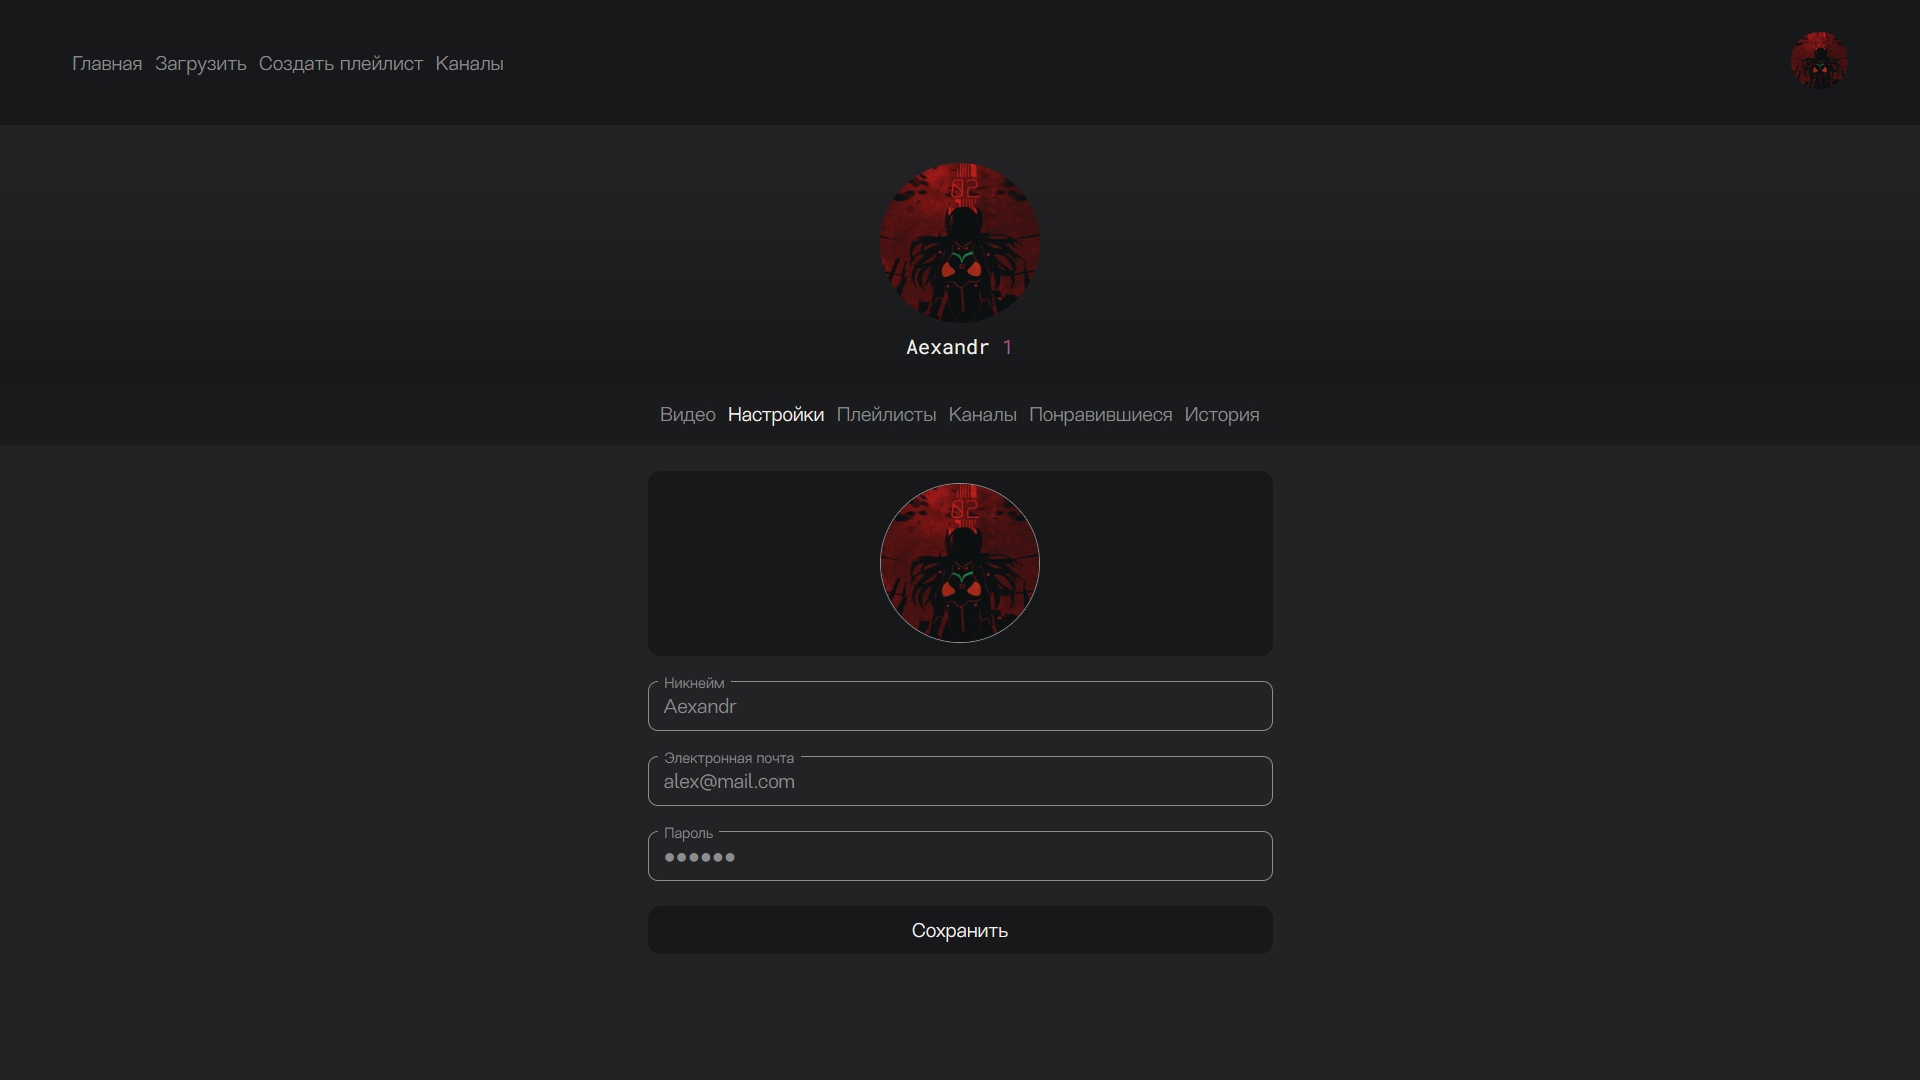 Главная Загрузить Создать плейлист Каналы
02
Aexandr 1
Видео Настройки Плейлисты Каналы Понравившиеся История
02
Никнейм
Aexandr
Электронная почта
alex@mail.com
Пароль
●●●●●●
Сохранить